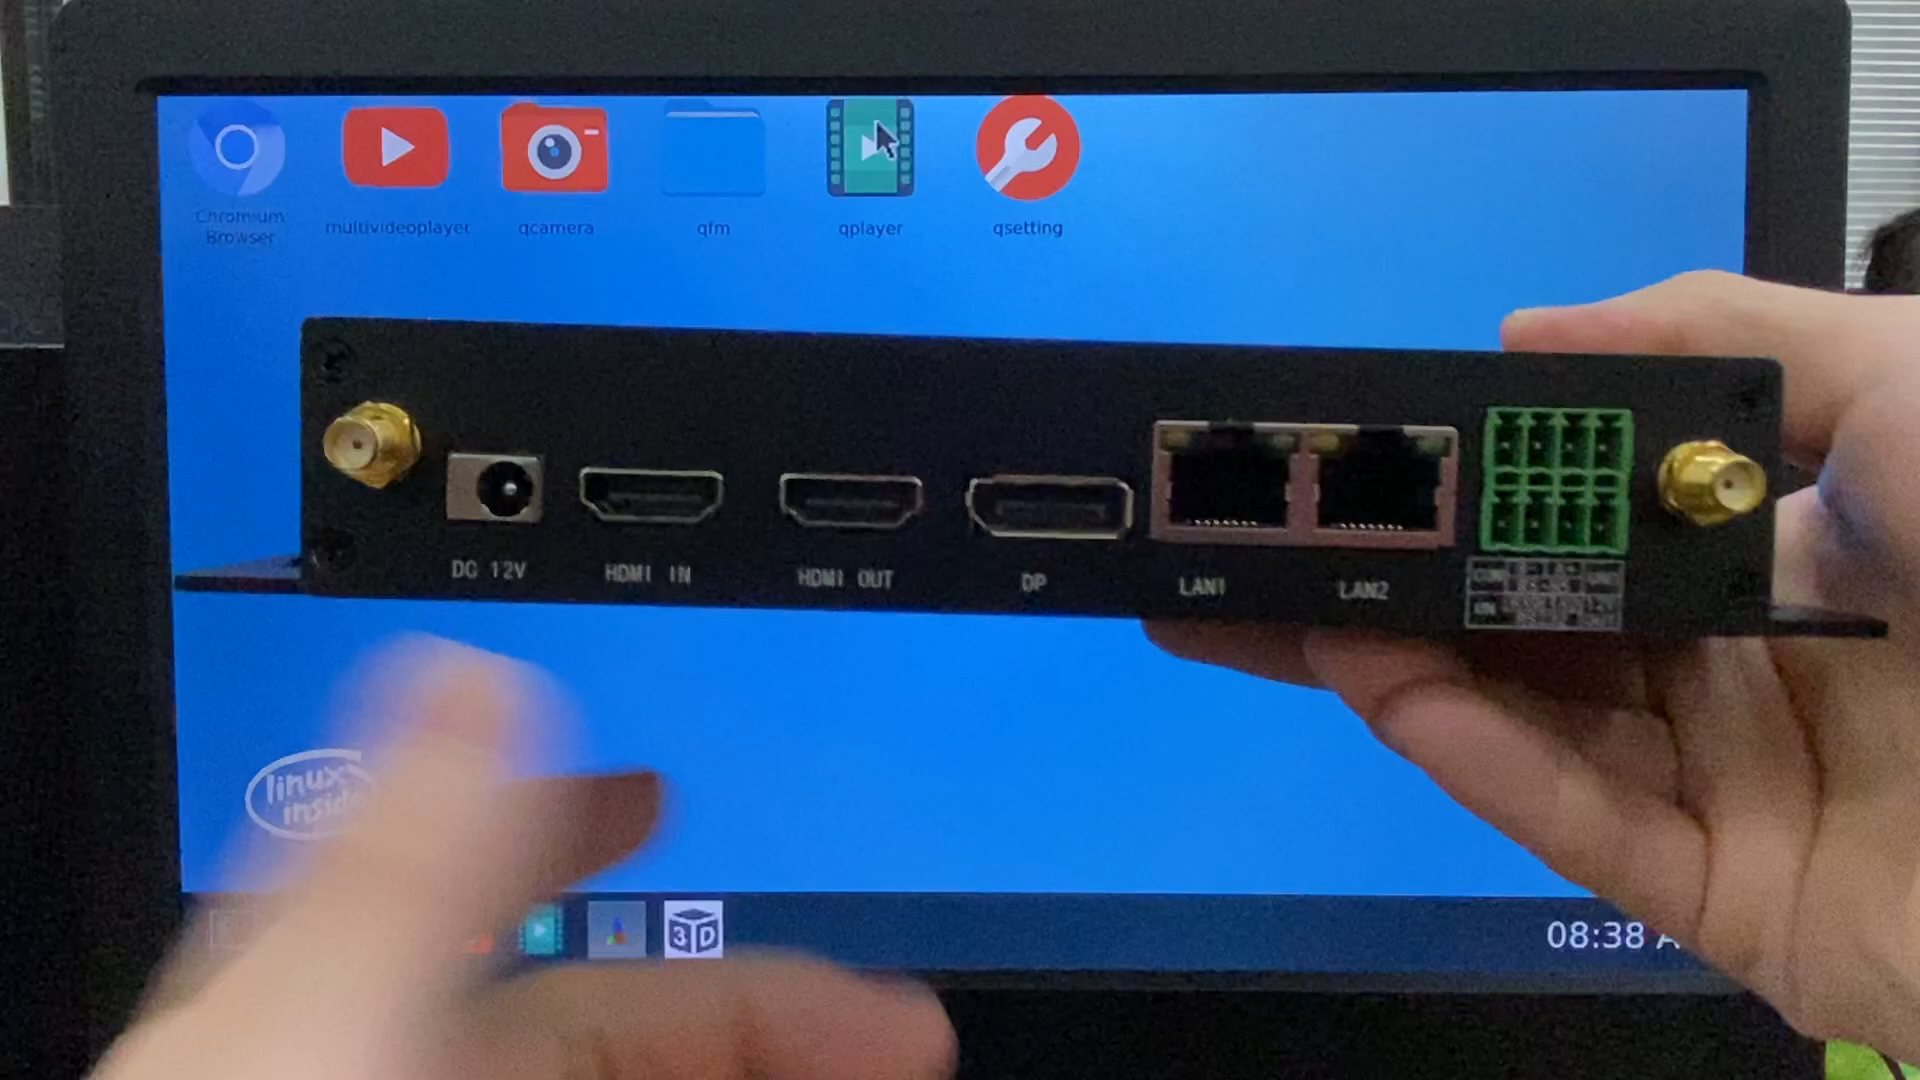 Chromium
Browser
multivideoplayer
qcamera
qfm
qplayer
qsetting
DC 12V
HDMI IN
HDMI OUT
DP
LAN1
LAN2
linux
inside
3D
08:38 A